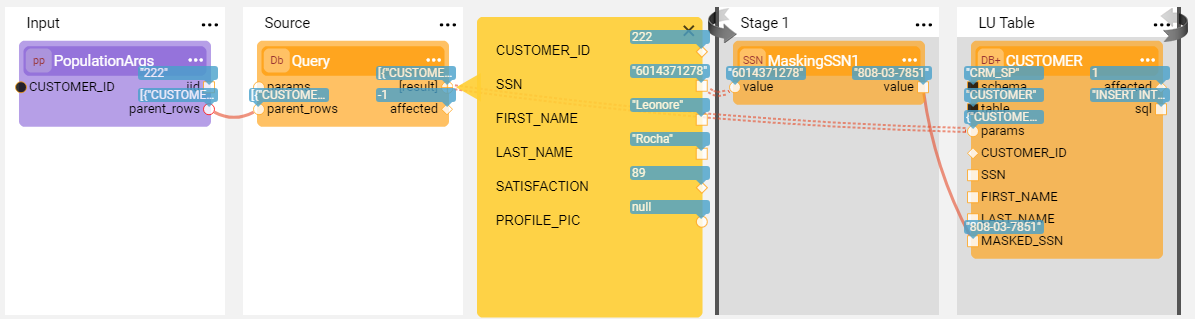 Input
pp PopulationArgs
"222"
CUSTOMER_ID iid
[{"CUSTOME...
parent_rows
Source
Db Query
[{"CUSTOME...
params [result]
[{"CUSTOME... -1
parent_rows affected
222
CUSTOMER_ID
"6014371278"
SSN
"Leonore"
FIRST_NAME
"Rocha"
LAST_NAME
89
SATISFACTION
null
PROFILE_PIC
Stage 1
SSN MaskingSSN1
"6014371278" "808-03-7851"
value value
LU Table
DB+ CUSTOMER
"CRM_SP" 1
schema affected
"CUSTOMER" "INSERT INT...
table sql
{"CUSTOME...
params
CUSTOMER_ID
SSN
FIRST_NAME
LAST_NAME
"808-03-7851"
MASKED_SSN